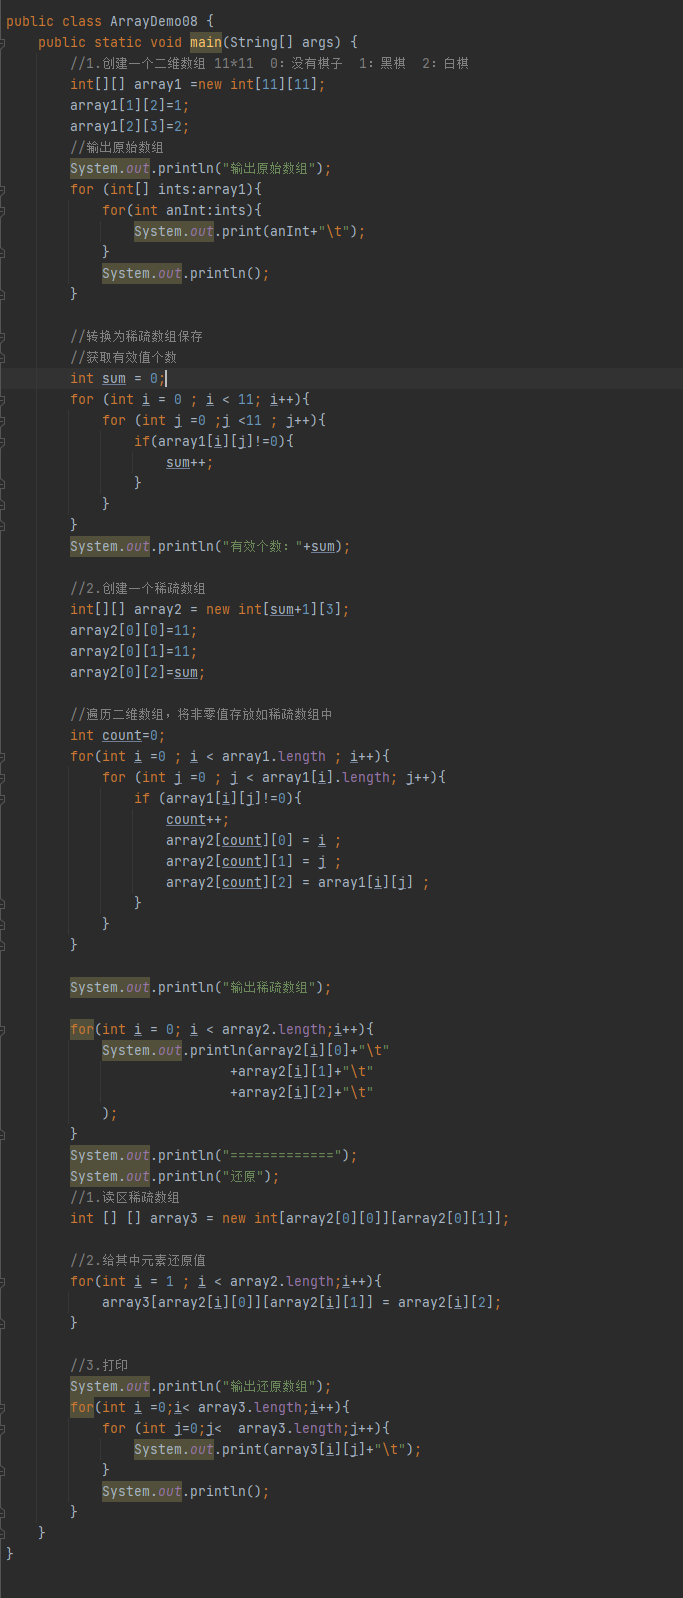 public class ArrayDemo08 {
    public static void main(String[] args) {
        //1.创建一个二维数组 11*11  0: 没有棋子  1: 黑棋  2: 白棋
        int[][] array1 =new int[11][11];
        array1[1][2]=1;
        array1[2][3]=2;
        //输出原始数组
        System.out.println("输出原始数组");
        for (int[] ints:array1){
            for(int anInt:ints){
                System.out.print(anInt+"\t");
            }
            System.out.println();
        }

        //转换为稀疏数组保存
        //获取有效值个数
        int sum = 0;
        for (int i = 0 ; i < 11; i++){
            for (int j =0 ;j <11 ; j++){
                if(array1[i][j]!=0){
                    sum++;
                }
            }
        }
        System.out.println("有效个数: "+sum);

        //2.创建一个稀疏数组
        int[][] array2 = new int[sum+1][3];
        array2[0][0]=11;
        array2[0][1]=11;
        array2[0][2]=sum;

        //遍历二维数组，将非零值存放如稀疏数组中
        int count=0;
        for(int i =0 ; i < array1.length ; i++){
            for (int j =0 ; j < array1[i].length; j++){
                if (array1[i][j]!=0){
                    count++;
                    array2[count][0] = i ;
                    array2[count][1] = j ;
                    array2[count][2] = array1[i][j] ;
                }
            }
        }

        System.out.println("输出稀疏数组");

        for(int i = 0; i < array2.length;i++){
            System.out.println(array2[i][0]+"\t"
                            +array2[i][1]+"\t"
                            +array2[i][2]+"\t"
            );
        }
        System.out.println("=============");
        System.out.println("还原");
        //1.读区稀疏数组
        int [] [] array3 = new int[array2[0][0]][array2[0][1]];

        //2.给其中元素还原值
        for(int i = 1 ; i < array2.length;i++){
            array3[array2[i][0]][array2[i][1]] = array2[i][2];
        }

        //3.打印
        System.out.println("输出还原数组");
        for(int i =0;i< array3.length;i++){
            for (int j=0;j<  array3.length;j++){
                System.out.print(array3[i][j]+"\t");
            }
            System.out.println();
        }
    }
}